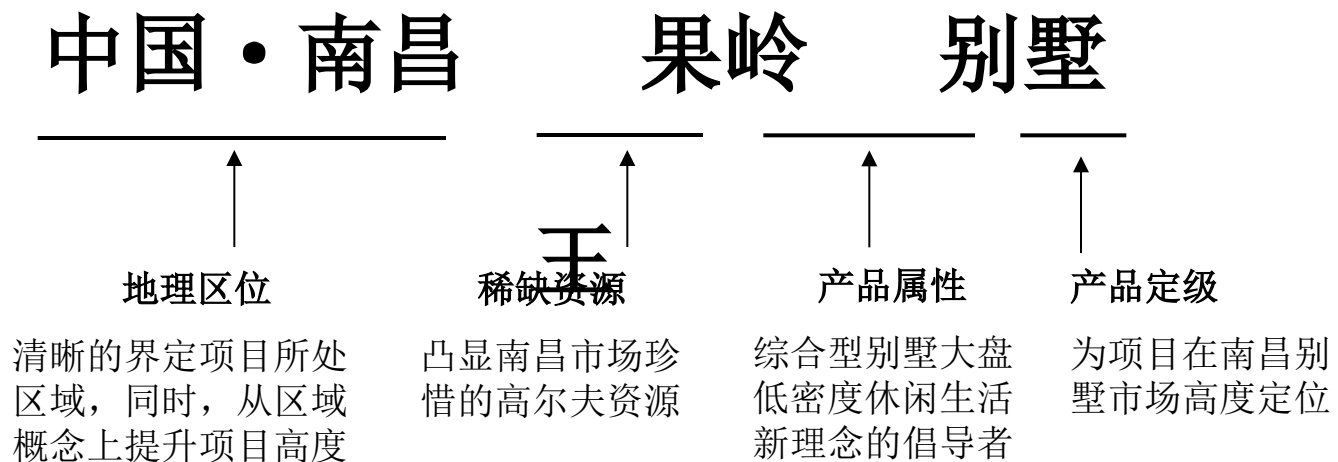 中国·南昌 果岭 别墅
王
地理区位 稀缺资源 产品属性 产品定级
清晰的界定项目所处
区域，同时，从区域
概念上提升项目高度
凸显南昌市场珍
惜的高尔夫资源
综合型别墅大盘
低密度休闲生活
新理念的倡导者
为项目在南昌别
墅市场高度定位